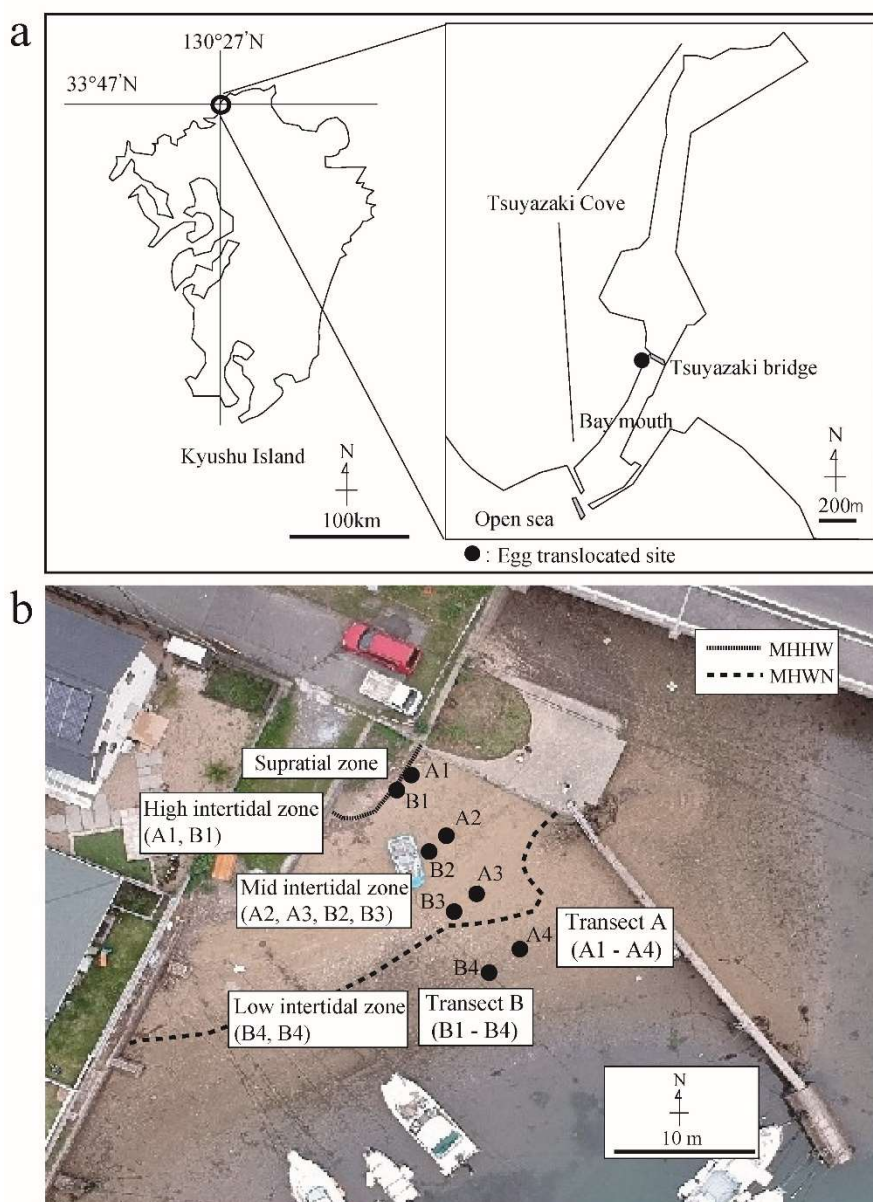 a
130°27’N
33°47’N
Tsuyazaki Cove
Tsuyazaki bridge
Bay mouth
Kyushu Island
N
100km
N
200m
Open sea
: Egg translocated site
b
MHHW
MHWN
Supratial zone
A1
B1
High intertidal zone
(A1, B1)
A2
B2
A3
Mid intertidal zone
(A2, A3, B2, B3)
B3
Transect A
(A1 - A4)
A4
B4
Low intertidal zone
(B4, B4)
Transect B
(B1 - B4)
N
10 m